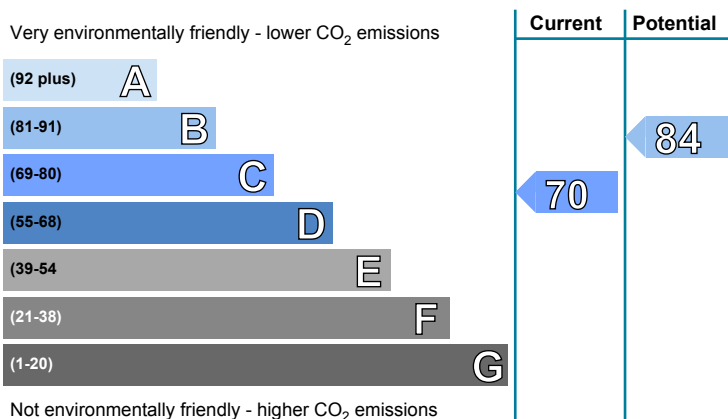 Very environmentally friendly - lower CO2 emissions
Current
Potential
(92 plus) A
(81-91) B
(69-80) C
(55-68) D
(39-54 E
(21-38) F
(1-20) G
84
70
Not environmentally friendly - higher CO2 emissions